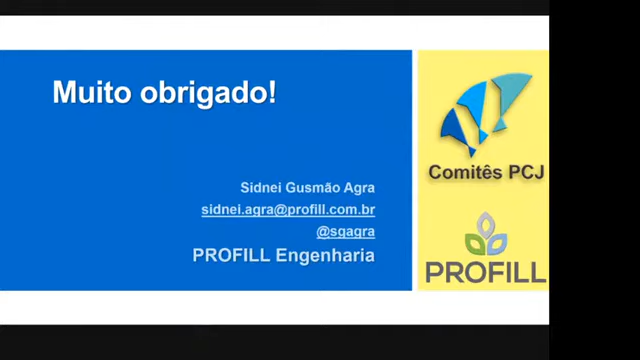 Muito obrigado!
Sidnei Gusmão Agra
sidnei.agra@profill.com.br
@sgagra
PROFILL Engenharia
Comitês PCJ
PROFILL